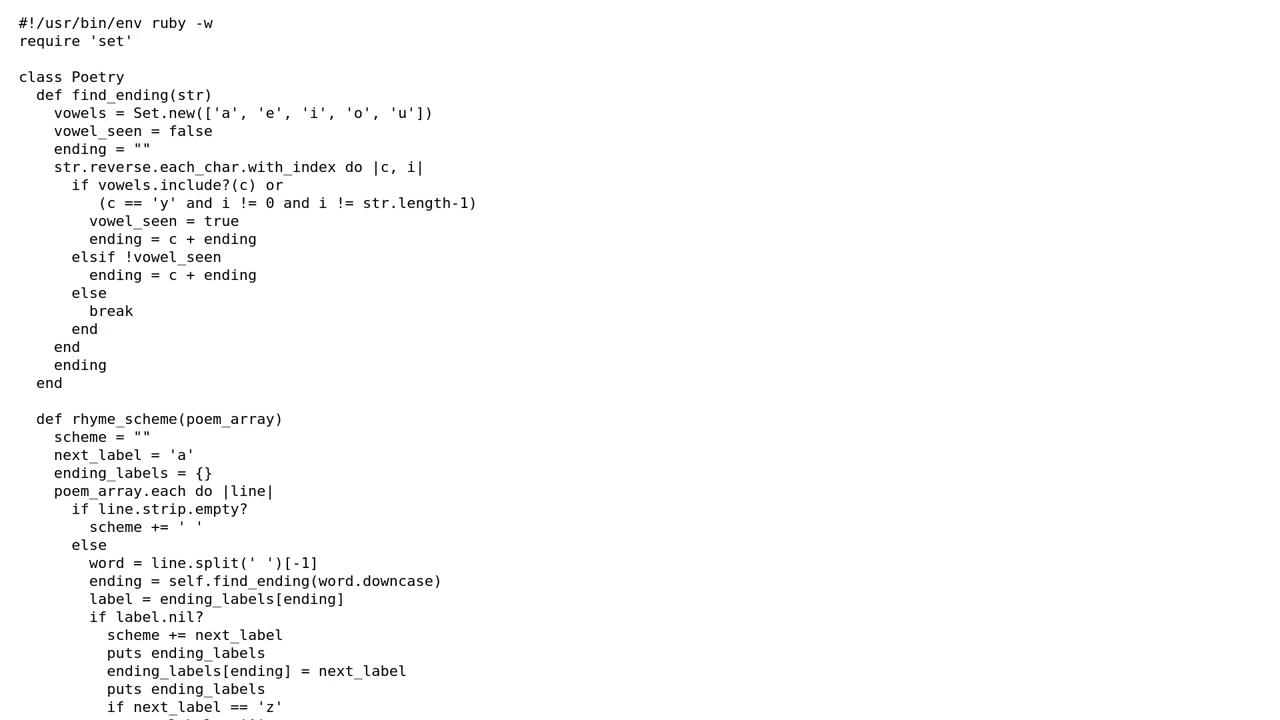 #!/usr/bin/env ruby -w
require 'set'

class Poetry
  def find_ending(str)
    vowels = Set.new(['a', 'e', 'i', 'o', 'u'])
    vowel_seen = false
    ending = ""
    str.reverse.each_char.with_index do |c, i|
      if vowels.include?(c) or
         (c == 'y' and i != 0 and i != str.length-1)
        vowel_seen = true
        ending = c + ending
      elsif !vowel_seen
        ending = c + ending
      else
        break
      end
    end
    ending
  end

  def rhyme_scheme(poem_array)
    scheme = ""
    next_label = 'a'
    ending_labels = {}
    poem_array.each do |line|
      if line.strip.empty?
        scheme += ' '
      else
        word = line.split(' ')[-1]
        ending = self.find_ending(word.downcase)
        label = ending_labels[ending]
        if label.nil?
          scheme += next_label
          puts ending_labels
          ending_labels[ending] = next_label
          puts ending_labels
          if next_label == 'z'